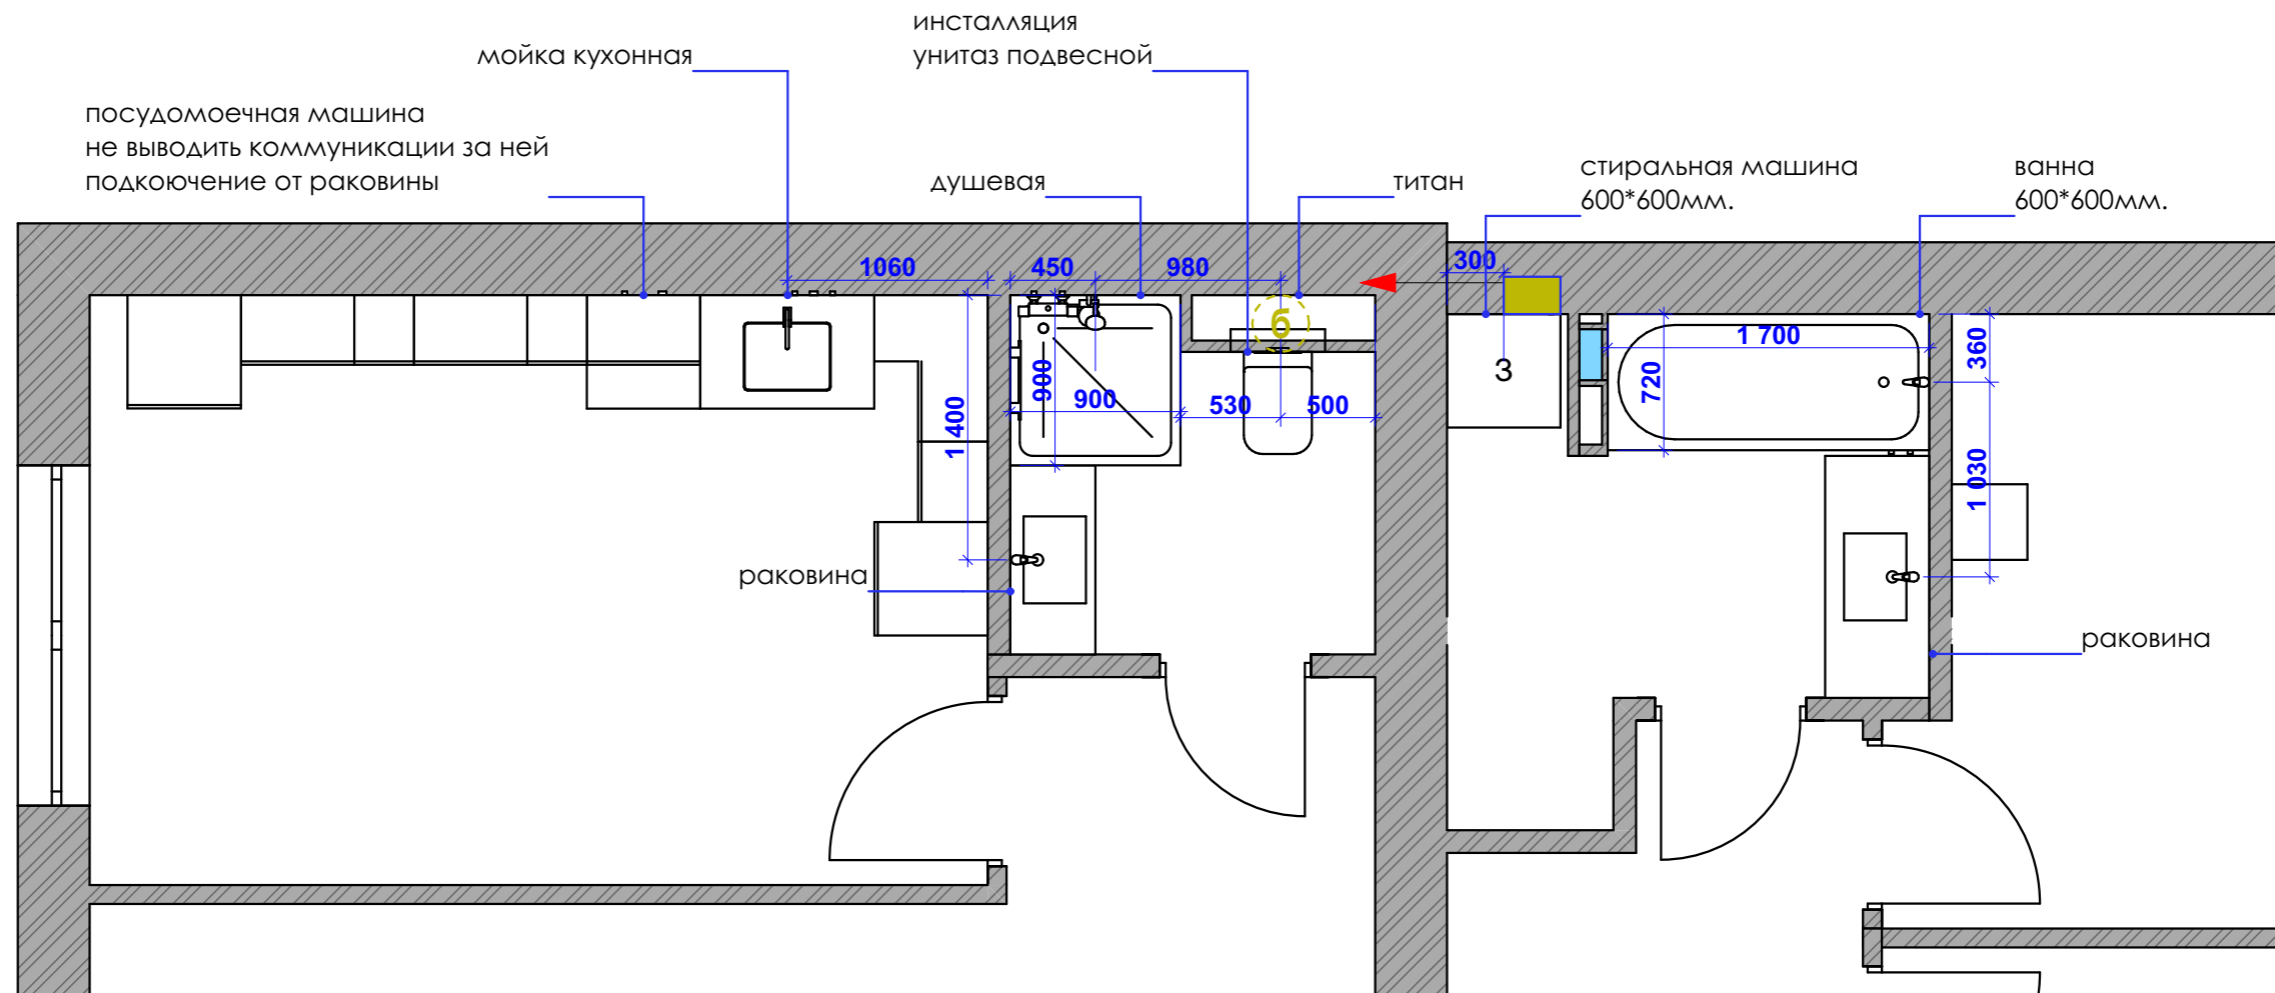 инсталляция
унитаз подвесной
мойка кухонная
посудомоечная машина
не выводить коммуникации за ней
подкоючение от раковины
душевая
титан
стиральная машина
600*600мм.
ванна
600*600мм.
1060
450
980
300
б
1 700
360
3
720
900
900
530
500
1 400
1 030
раковина
раковина